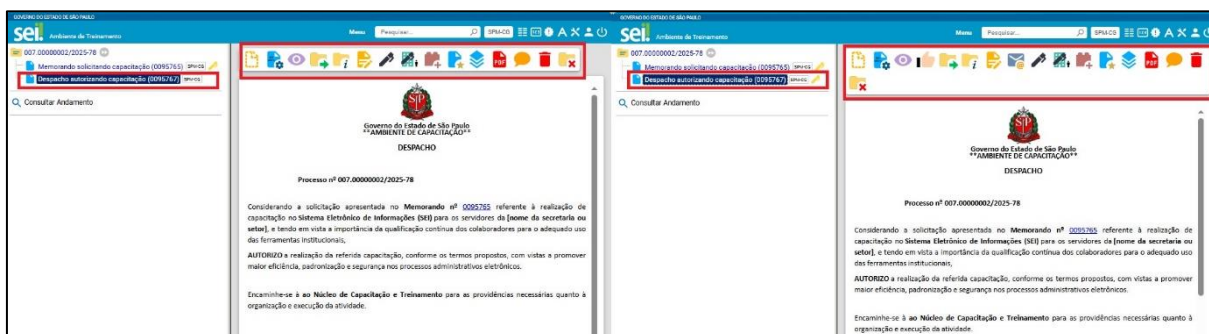 GOVERNO DO ESTADO DE SÃO PAULO
sei! Ambiente de Treinamento
Menu Pesquisar... SPM-CG
007.00000002/2025-78
Memorando solicitando capacitação (0095765) SPM-CG
Despacho autorizando capacitação (0095767) SPM-CG
Consultar Andamento
Governo do Estado de São Paulo
**AMBIENTE DE CAPACITAÇÃO**
DESPACHO
Processo nº 007.00000002/2025-78
Considerando a solicitação apresentada no Memorando nº 0095765 referente à realização de
capacitação no Sistema Eletrônico de Informações (SEI) para os servidores da [nome da secretaria ou
setor], e tendo em vista a importância da qualificação contínua dos colaboradores para o adequado uso
das ferramentas institucionais,
AUTORIZO a realização da referida capacitação, conforme os termos propostos, com vistas a promover
maior eficiência, padronização e segurança nos processos administrativos eletrônicos.
Encaminhe-se à ao Núcleo de Capacitação e Treinamento para as providências necessárias quanto à
organização e execução da atividade.
GOVERNO DO ESTADO DE SÃO PAULO
sei! Ambiente de Treinamento
Menu Pesquisar... SPM-CG
007.00000002/2025-78
Memorando solicitando capacitação (0095765) SPM-CG
Despacho autorizando capacitação (0095767) SPM-CG
Consultar Andamento
Governo do Estado de São Paulo
**AMBIENTE DE CAPACITAÇÃO**
DESPACHO
Processo nº 007.00000002/2025-78
Considerando a solicitação apresentada no Memorando nº 0095765 referente à realização de
capacitação no Sistema Eletrônico de Informações (SEI) para os servidores da [nome da secretaria ou
setor], e tendo em vista a importância da qualificação contínua dos colaboradores para o adequado uso
das ferramentas institucionais,
AUTORIZO a realização da referida capacitação, conforme os termos propostos, com vistas a promover
maior eficiência, padronização e segurança nos processos administrativos eletrônicos.
Encaminhe-se à ao Núcleo de Capacitação e Treinamento para as providências necessárias quanto à
organização e execução da atividade.